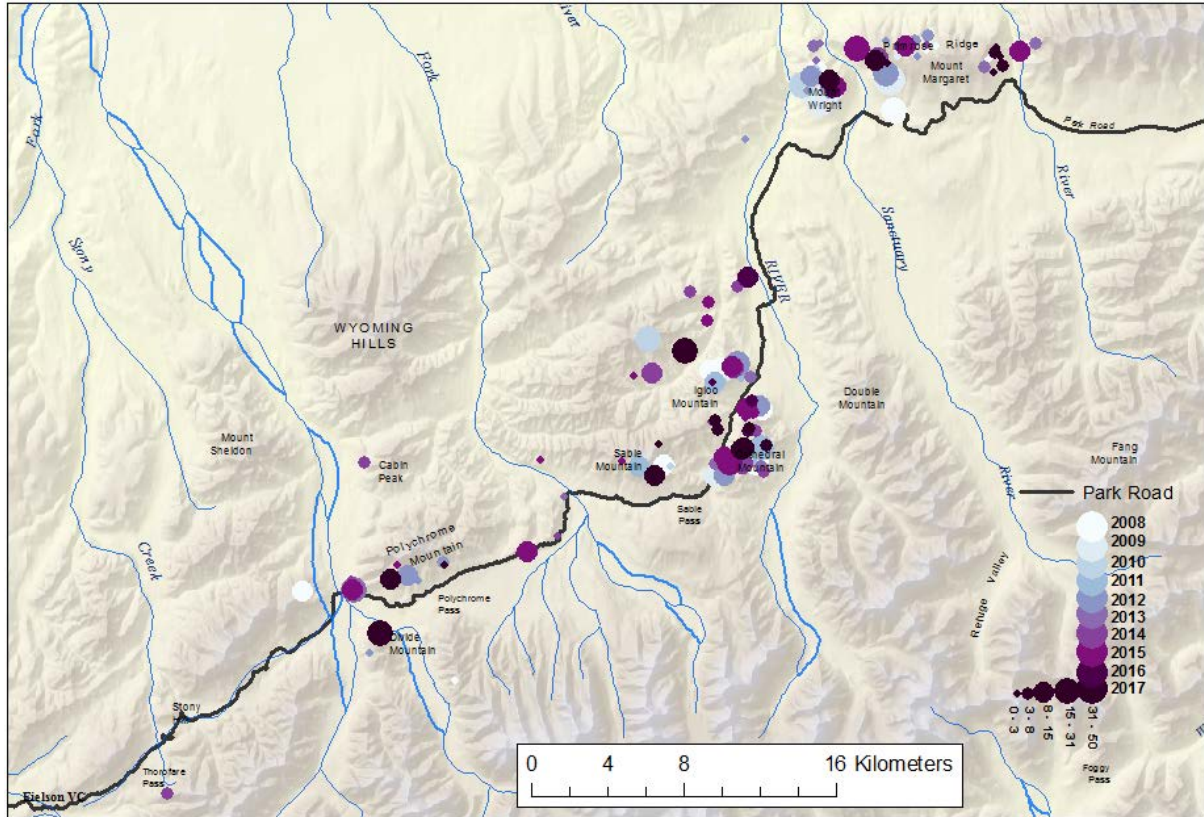 River
Fork
Fork
Primrose Ridge
Mount
Margaret
Mount
Wright
Park Road
River
Stony
Sanctuary
RIVER
WYOMING
HILLS
Igloo
Mountain
Double
Mountain
Mount
Sheldon
Cabin
Peak
Sable
Mountain
Cathedral
Mountain
Fang
Mountain
River
Park Road
Sable
Pass
2008
2009
2010
2011
2012
2013
2014
2015
2016
2017
0 - 3
3 - 8
8 - 15
15 - 31
31 - 50
Creek
Polychrome
Mountain
Polychrome
Pass
Refuge Valley
Divide
Mountain
Stony
Thorofare
Pass
Eielson VC
Foggy
Pass
0 4 8 16 Kilometers